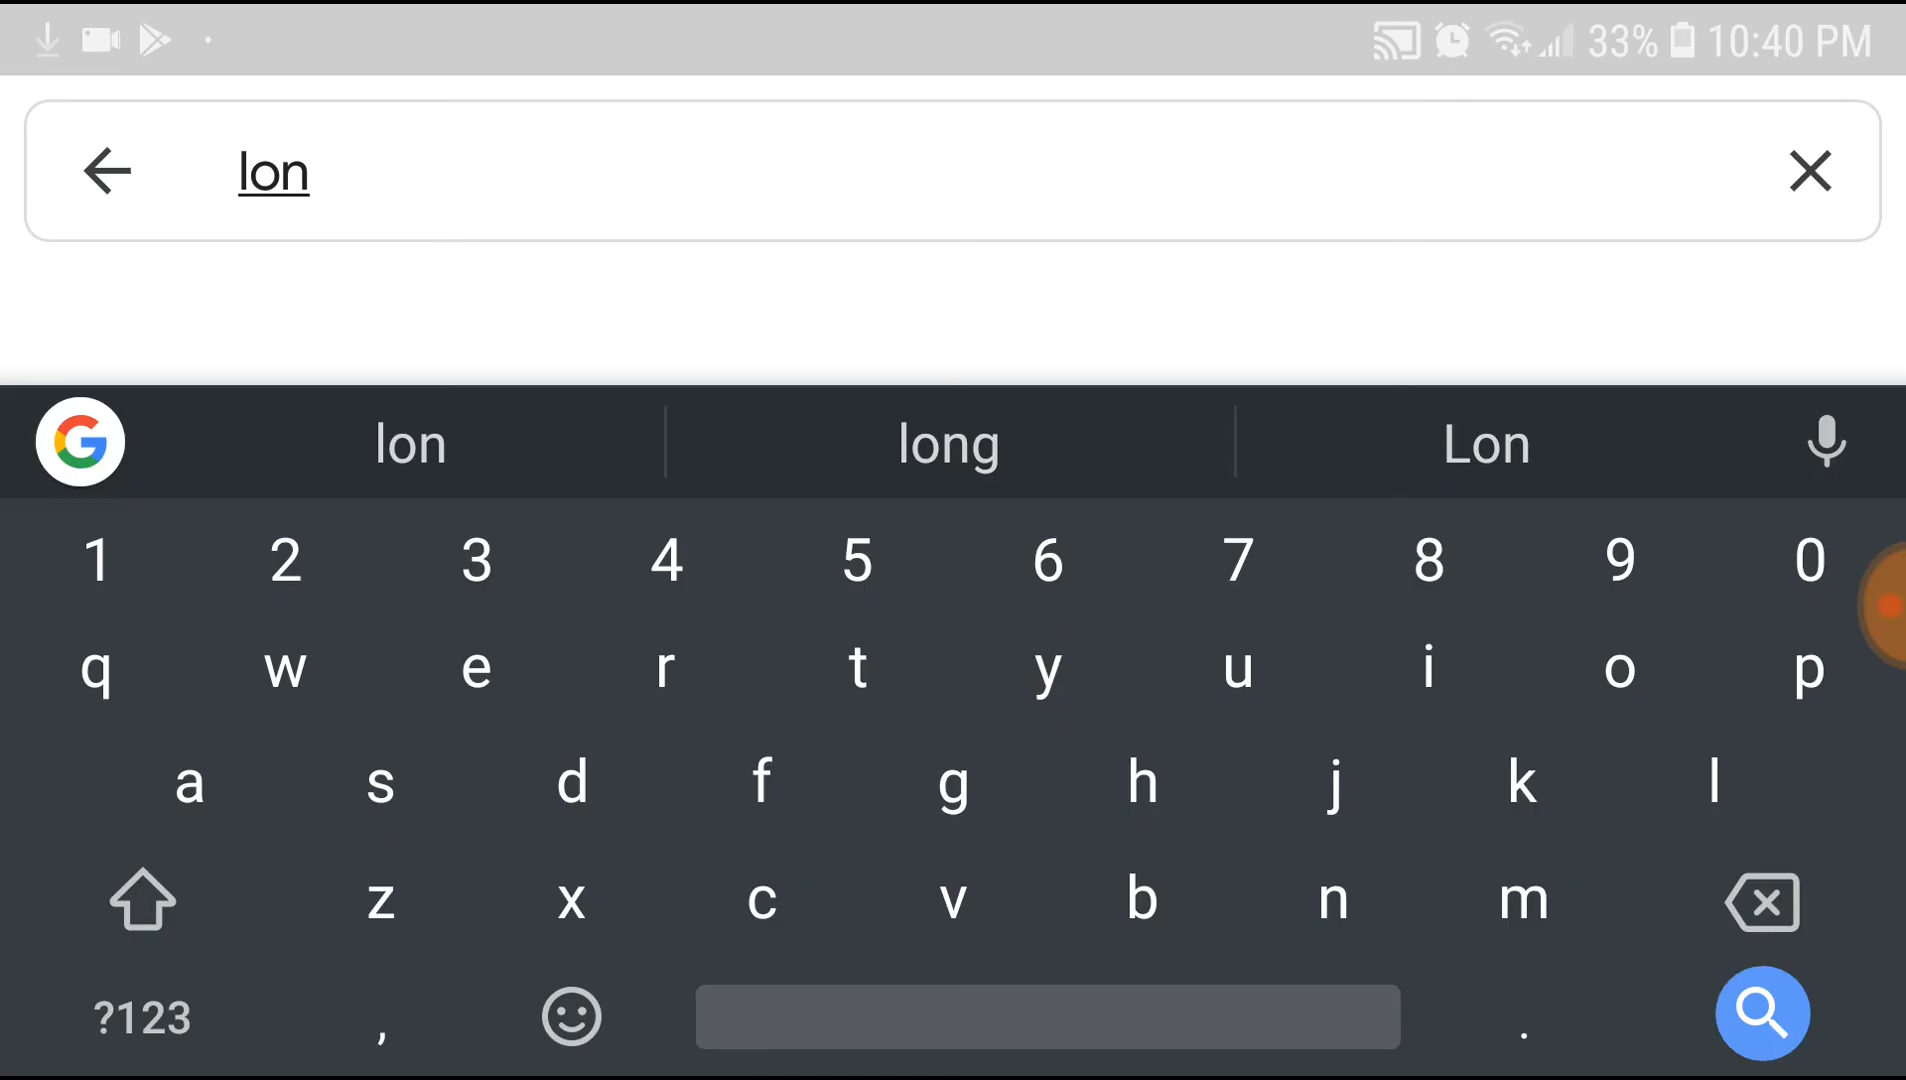 33% 10:40 PM
lon
lon long Lon
1 2 3 4 5 6 7 8 9 0
q w e r t y u i o p
a s d f g h j k l
z x c v b n m
?123 , .